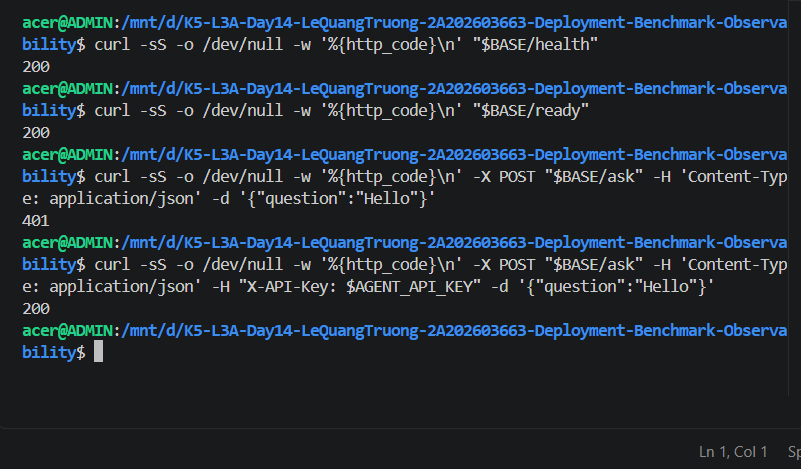 acer@ADMIN:/mnt/d/K5-L3A-Day14-LeQuangTruong-2A202603663-Deployment-Benchmark-Observa
bility$ curl -sS -o /dev/null -w '%{http_code}\n' "$BASE/health"
200
acer@ADMIN:/mnt/d/K5-L3A-Day14-LeQuangTruong-2A202603663-Deployment-Benchmark-Observa
bility$ curl -sS -o /dev/null -w '%{http_code}\n' "$BASE/ready"
200
acer@ADMIN:/mnt/d/K5-L3A-Day14-LeQuangTruong-2A202603663-Deployment-Benchmark-Observa
bility$ curl -sS -o /dev/null -w '%{http_code}\n' -X POST "$BASE/ask" -H 'Content-Typ
e: application/json' -d '{"question":"Hello"}'
401
acer@ADMIN:/mnt/d/K5-L3A-Day14-LeQuangTruong-2A202603663-Deployment-Benchmark-Observa
bility$ curl -sS -o /dev/null -w '%{http_code}\n' -X POST "$BASE/ask" -H 'Content-Typ
e: application/json' -H "X-API-Key: $AGENT_API_KEY" -d '{"question":"Hello"}'
200
acer@ADMIN:/mnt/d/K5-L3A-Day14-LeQuangTruong-2A202603663-Deployment-Benchmark-Observa
bility$
Ln 1, Col 1 Sp